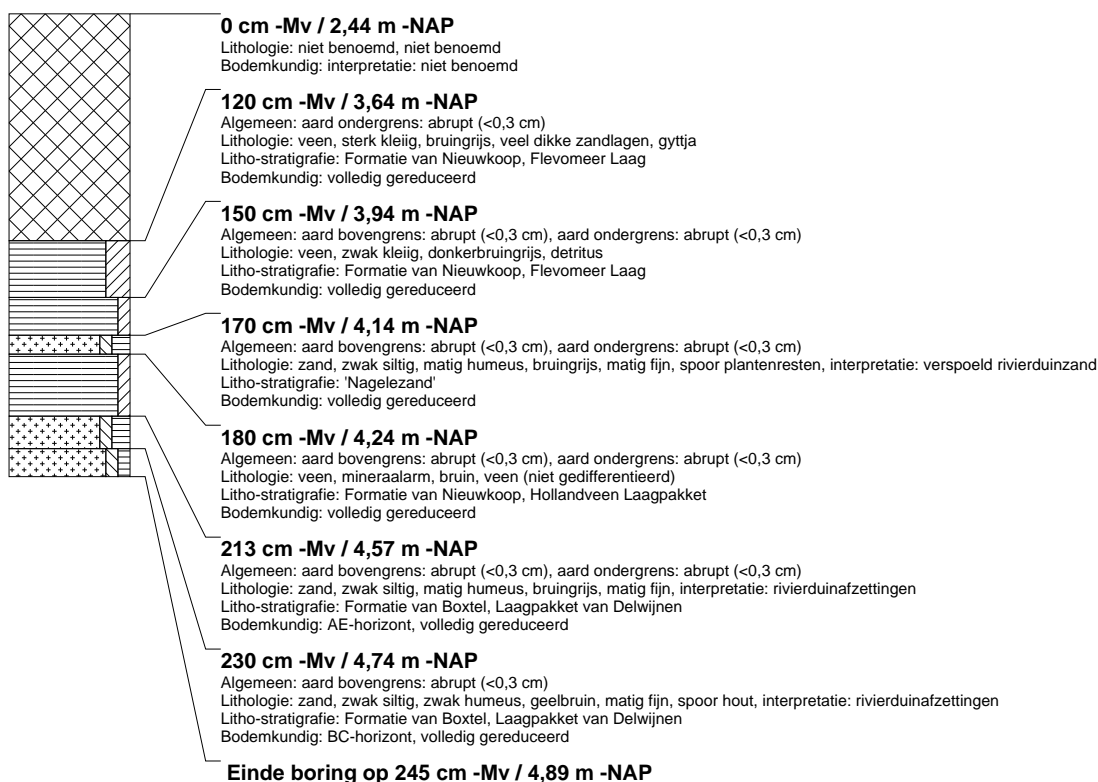 0 cm -Mv / 2,44 m -NAP
Lithologie: niet benoemd, niet benoemd
Bodemkundig: interpretatie: niet benoemd
120 cm -Mv / 3,64 m -NAP
Algemeen: aard ondergrens: abrupt (<0,3 cm)
Lithologie: veen, sterk kleiig, bruingrijs, veel dikke zandlagen, gyttja
Litho-stratigrafie: Formatie van Nieuwkoop, Flevomeer Laag
Bodemkundig: volledig gereduceerd
150 cm -Mv / 3,94 m -NAP
Algemeen: aard bovengrens: abrupt (<0,3 cm), aard ondergrens: abrupt (<0,3 cm)
Lithologie: veen, zwak kleiig, donkerbruingrijs, detritus
Litho-stratigrafie: Formatie van Nieuwkoop, Flevomeer Laag
Bodemkundig: volledig gereduceerd
170 cm -Mv / 4,14 m -NAP
Algemeen: aard bovengrens: abrupt (<0,3 cm), aard ondergrens: abrupt (<0,3 cm)
Lithologie: zand, zwak siltig, matig humeus, bruingrijs, matig fijn, spoor plantenresten, interpretatie: verspoeld rivierduinzand
Litho-stratigrafie: 'Nagelezand'
Bodemkundig: volledig gereduceerd
180 cm -Mv / 4,24 m -NAP
Algemeen: aard bovengrens: abrupt (<0,3 cm), aard ondergrens: abrupt (<0,3 cm)
Lithologie: veen, mineraalarm, bruin, veen (niet gedifferentieerd)
Litho-stratigrafie: Formatie van Nieuwkoop, Hollandveen Laagpakket
Bodemkundig: volledig gereduceerd
213 cm -Mv / 4,57 m -NAP
Algemeen: aard bovengrens: abrupt (<0,3 cm), aard ondergrens: abrupt (<0,3 cm)
Lithologie: zand, zwak siltig, matig humeus, bruingrijs, matig fijn, interpretatie: rivierduinafzettingen
Litho-stratigrafie: Formatie van Boxtel, Laagpakket van Delwijnen
Bodemkundig: AE-horizont, volledig gereduceerd
230 cm -Mv / 4,74 m -NAP
Algemeen: aard bovengrens: abrupt (<0,3 cm)
Lithologie: zand, zwak siltig, zwak humeus, geelbruin, matig fijn, spoor hout, interpretatie: rivierduinafzettingen
Litho-stratigrafie: Formatie van Boxtel, Laagpakket van Delwijnen
Bodemkundig: BC-horizont, volledig gereduceerd
Einde boring op 245 cm -Mv / 4,89 m -NAP